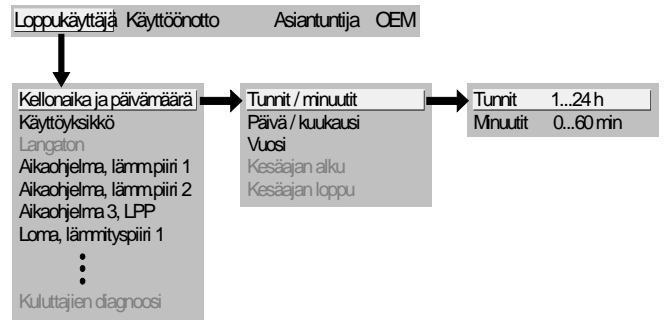 Loppukäyttäjä Käyttöönotto Asiantuntija OEM
Kellonaika ja päivämäärä
Käyttöyksikkö
Langaton
Aikaohjelma, lämm.piiri 1
Aikaohjelma, lämm.piiri 2
Aikaohjelma 3, LPP
Loma, lämmityspiiri 1
Kuluttajien diagnoosi
Tunnit / minuutit
Päivä / kuukausi
Vuosi
Kesäajan alku
Kesäajan loppu
Tunnit 1...24 h
Minuutit 0...60 min